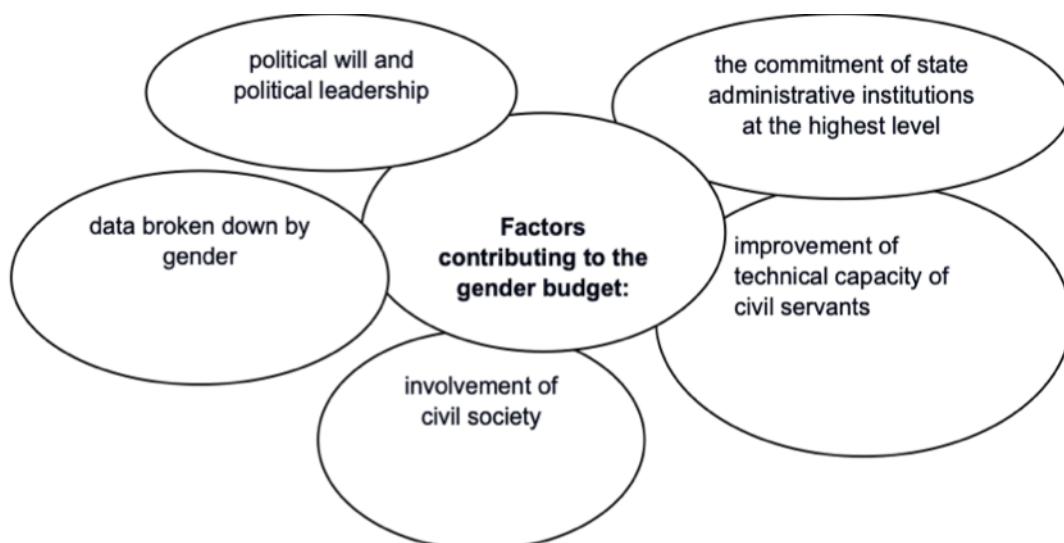 political will and
political leadership
the commitment of state
administrative institutions
at the highest level
data broken down by
gender
Factors
contributing to the
gender budget:
improvement of
technical capacity of
civil servants
involvement of
civil society